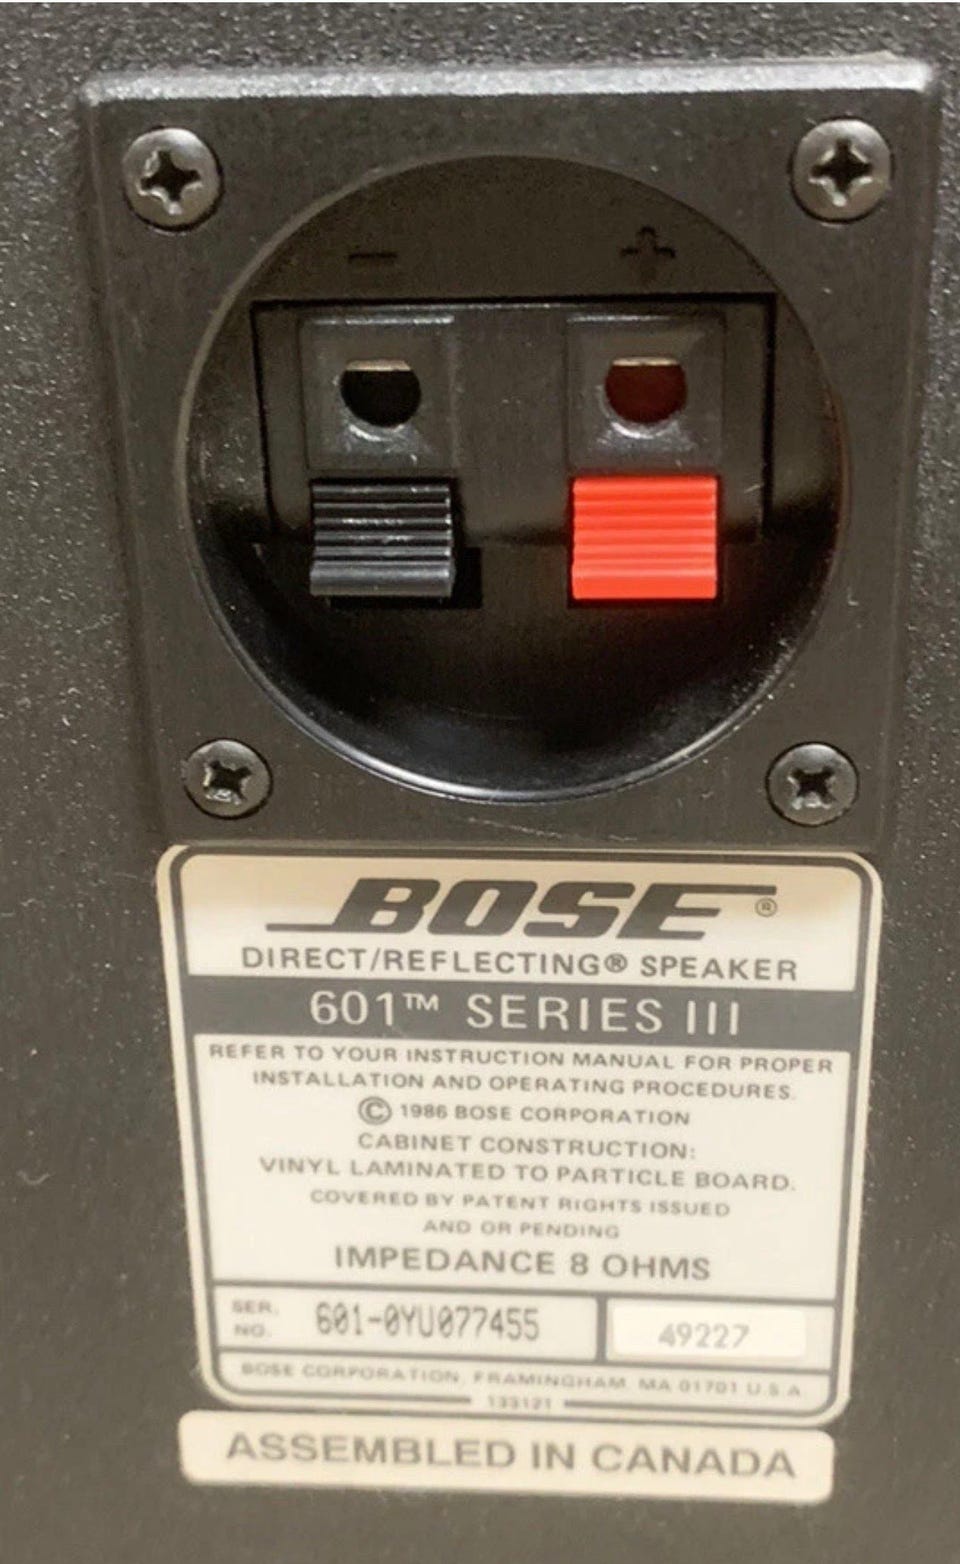 − +
BOSE®
DIRECT/REFLECTING® SPEAKER
601™ SERIES III
REFER TO YOUR INSTRUCTION MANUAL FOR PROPER
INSTALLATION AND OPERATING PROCEDURES.
© 1986 BOSE CORPORATION
CABINET CONSTRUCTION:
VINYL LAMINATED TO PARTICLE BOARD.
COVERED BY PATENT RIGHTS ISSUED
AND OR PENDING
IMPEDANCE 8 OHMS
SER. NO. 601-0YU077455 49227
BOSE CORPORATION, FRAMINGHAM MA 01701 U.S.A
133121
ASSEMBLED IN CANADA